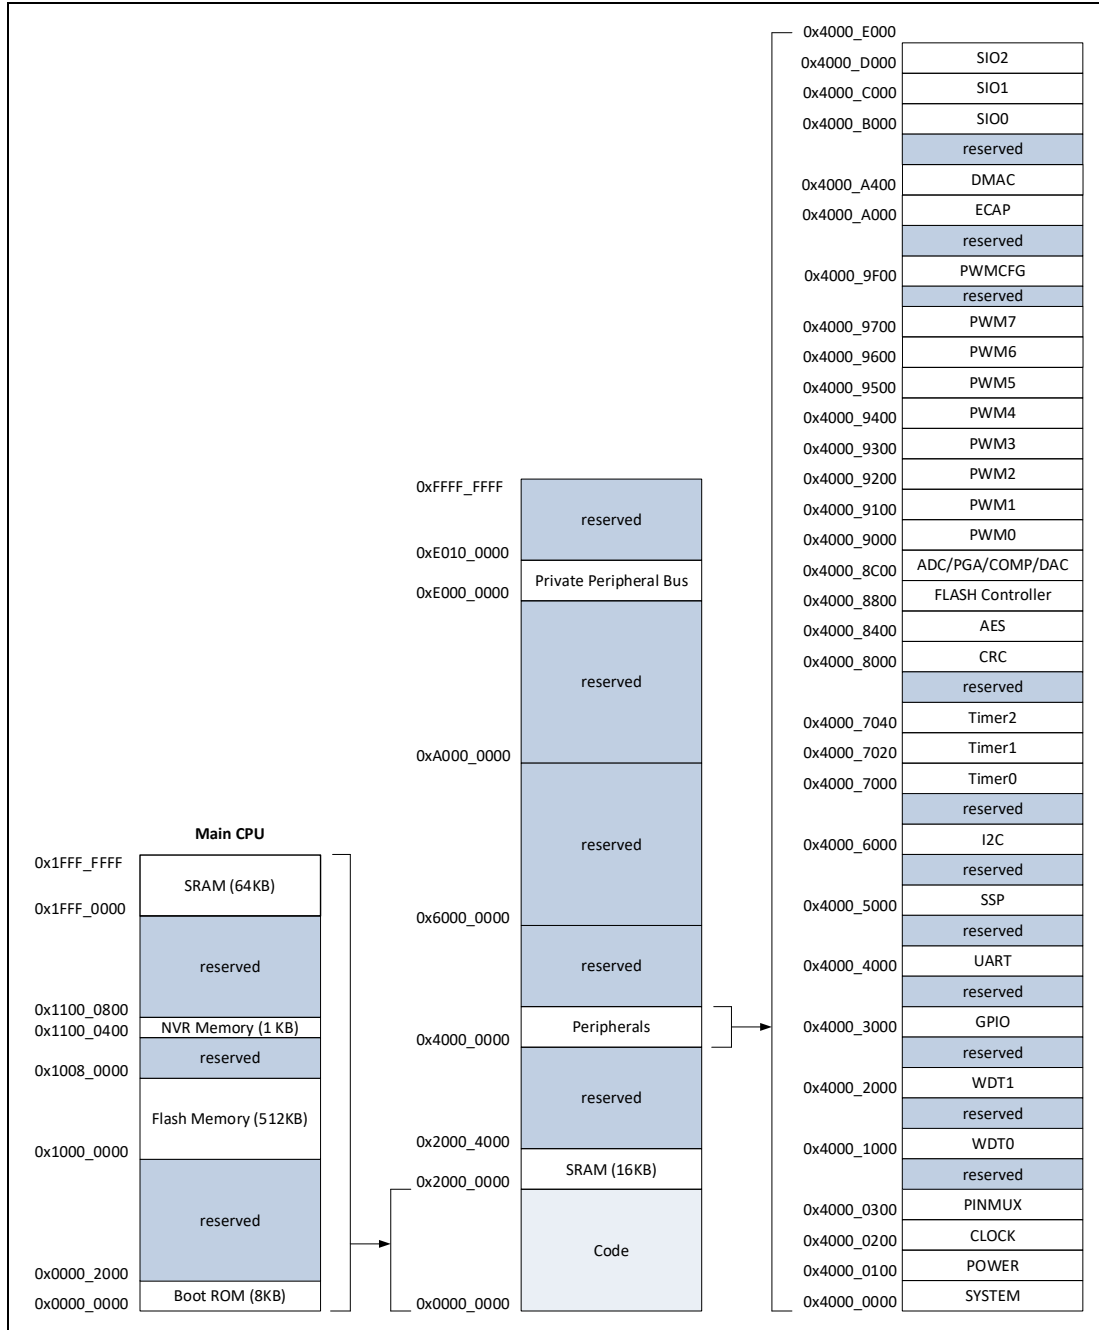 Main CPU
0x1FFF_FFFF
SRAM (64KB)
0x1FFF_0000
reserved
0x1100_0800
NVR Memory (1 KB)
0x1100_0400
reserved
0x1008_0000
Flash Memory (512KB)
0x1000_0000
reserved
0x0000_2000
Boot ROM (8KB)
0x0000_0000
0xFFFF_FFFF
reserved
0xE010_0000
Private Peripheral Bus
0xE000_0000
reserved
0xA000_0000
reserved
0x6000_0000
reserved
Peripherals
0x4000_0000
reserved
0x2000_4000
SRAM (16KB)
0x2000_0000
Code
0x0000_0000
0x4000_E000
SIO2
0x4000_D000
SIO1
0x4000_C000
SIO0
0x4000_B000
reserved
DMAC
0x4000_A400
ECAP
0x4000_A000
reserved
PWMCFG
0x4000_9F00
reserved
PWM7
0x4000_9700
PWM6
0x4000_9600
PWM5
0x4000_9500
PWM4
0x4000_9400
PWM3
0x4000_9300
PWM2
0x4000_9200
PWM1
0x4000_9100
PWM0
0x4000_9000
ADC/PGA/COMP/DAC
0x4000_8C00
FLASH Controller
0x4000_8800
AES
0x4000_8400
CRC
0x4000_8000
reserved
Timer2
0x4000_7040
Timer1
0x4000_7020
Timer0
0x4000_7000
reserved
I2C
0x4000_6000
reserved
SSP
0x4000_5000
reserved
UART
0x4000_4000
reserved
GPIO
0x4000_3000
reserved
WDT1
0x4000_2000
reserved
WDT0
0x4000_1000
reserved
PINMUX
0x4000_0300
CLOCK
0x4000_0200
POWER
0x4000_0100
SYSTEM
0x4000_0000